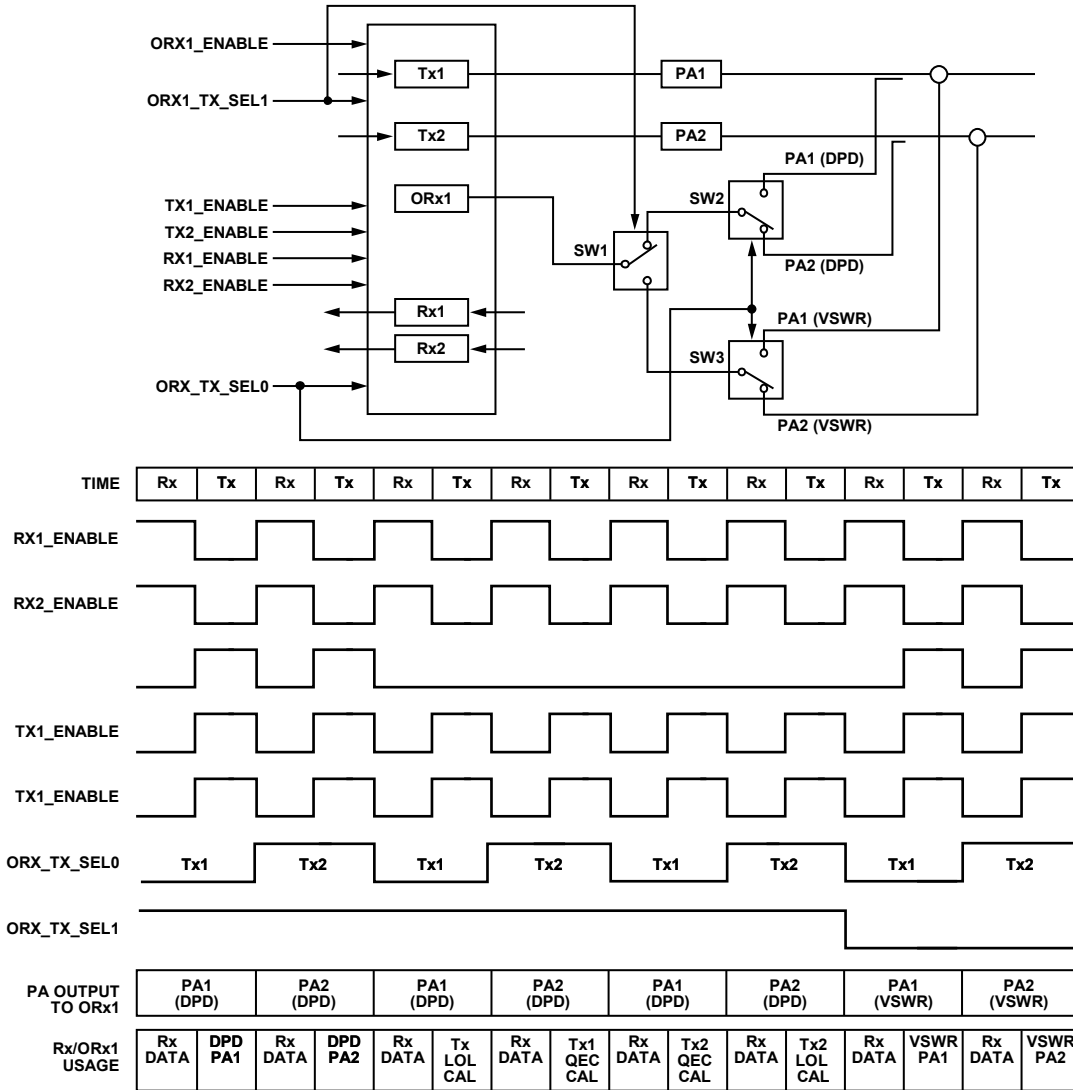 ORX1_ENABLE
Tx1
PA1
ORX1_TX_SEL1
Tx2
PA2
PA1 (DPD)
ORx1
SW2
TX1_ENABLE
TX2_ENABLE
SW1
RX1_ENABLE
PA2 (DPD)
RX2_ENABLE
Rx1
PA1 (VSWR)
Rx2
SW3
ORX_TX_SEL0
PA2 (VSWR)
TIME Rx Tx Rx Tx Rx Tx Rx Tx Rx Tx Rx Tx Rx Tx Rx Tx
RX1_ENABLE
RX2_ENABLE
TX1_ENABLE
TX1_ENABLE
ORX_TX_SEL0 Tx1 Tx2 Tx1 Tx2 Tx1 Tx2 Tx1 Tx2
ORX_TX_SEL1
PA OUTPUT PA1 PA2 PA1 PA2 PA1 PA2 PA1 PA2
TO ORx1 (DPD) (DPD) (DPD) (DPD) (DPD) (DPD) (VSWR) (VSWR)
Rx/ORx1 Rx DPD Rx DPD Rx Tx Rx Tx1 Rx Tx2 Rx Tx2 Rx VSWR Rx VSWR
USAGE DATA PA1 DATA PA2 DATA LOL DATA QEC DATA QEC DATA LOL DATA PA1 DATA PA2
CAL CAL CAL CAL